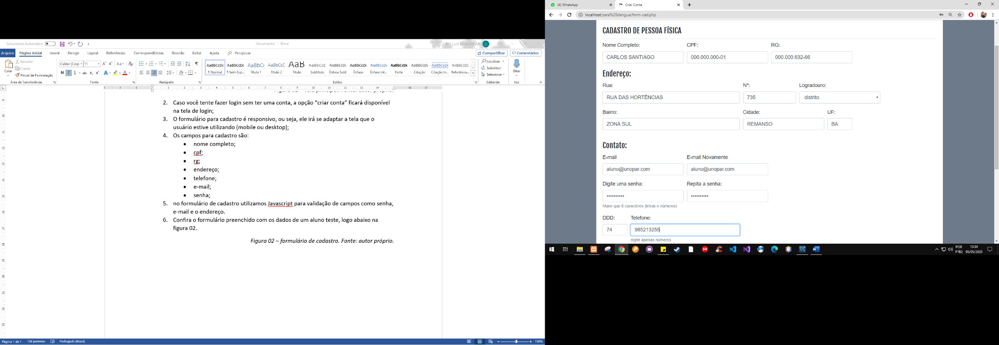 Salvamento Automático
Documento1 - Word
JORGE LUIZ DE ALENCAR
JL
Arquivo Página Inicial Inserir Design Layout Referências Correspondências Revisão Exibir Ajuda Pesquisar Compartilhar Comentários
Colar
Recortar
Copiar
Pincel de Formatação
Área de Transferência
Calibri (Corp 11
N I S ab x₂ x²
Fonte
Parágrafo
AaBbCcDc AaBbCcDc AaBbC( AaBbCcC AaB AaBbCcC AaBbCcDc AaBbCcDc AaBbCcDc AaBbCcDc AaBbCcDc AaBbCcDc AABBCCDC
¶ Normal ¶ Sem Esp... Título 1 Título 2 Título Subtítulo Ênfase Sutil Ênfase Ênfase Int... Forte Citação Citação In... Referência...
Estilos
Localizar
Substituir
Selecionar
Editando
Ditar
Voz
2. Caso você tente fazer login sem ter uma conta, a opção “criar conta” ficará disponível
na tela de login;
3. O formulário para cadastro é responsivo, ou seja, ele irá se adaptar a tela que o
usuário estive utilizando (mobile ou desktop);
4. Os campos para cadastro são:
• nome completo;
• cpf;
• rg;
• endereço;
• telefone;
• e-mail;
• senha;
5. no formulário de cadastro utilizamos Javascript para validação de campos como senha,
e-mail e o endereço.
6. Confira o formulário preenchido com os dados de um aluno teste, logo abaixo na
figura 02.
Figura 02 – formulário de cadastro. Fonte: autor próprio.
Página 1 de 1 126 palavras Português (Brasil) 150%
(4) WhatsApp
Criar Conta
localhost/zera%20dengue/form-cad.php
CADASTRO DE PESSOA FÍSICA
Nome Completo: CPF: RG:
CARLOS SANTIAGO 000.000.000-01 000.000.632-66
Endereço:
Rua: Nº: Logradouro:
RUA DAS HORTÊNCIAS 735 distrito
Bairro: Cidade: UF:
ZONA SUL REMANSO BA
Contato:
E-mail E-mail Novamente
aluno@unopar.com aluno@unopar.com
Digite uma senha: Repita a senha:
•••••••••• ••••••••••
Maior que 8 caractéres (letras e números)
DDD: Telefone:
74 985213255
digite apenas números
POR 15:34
PTB2 05/05/2020